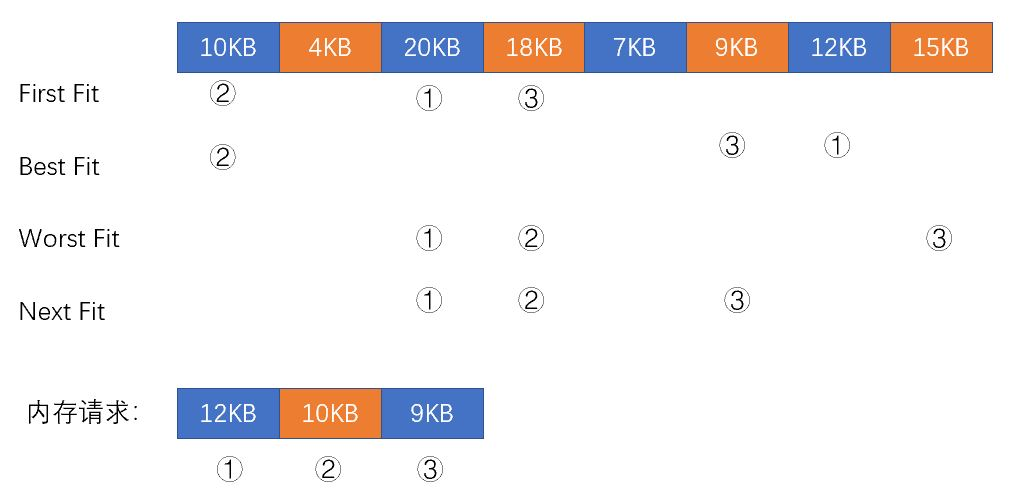 10KB 4KB 20KB 18KB 7KB 9KB 12KB 15KB
First Fit ② ① ③
Best Fit ② ③ ①
Worst Fit ① ② ③
Next Fit ① ② ③
内存请求: 12KB 10KB 9KB
① ② ③